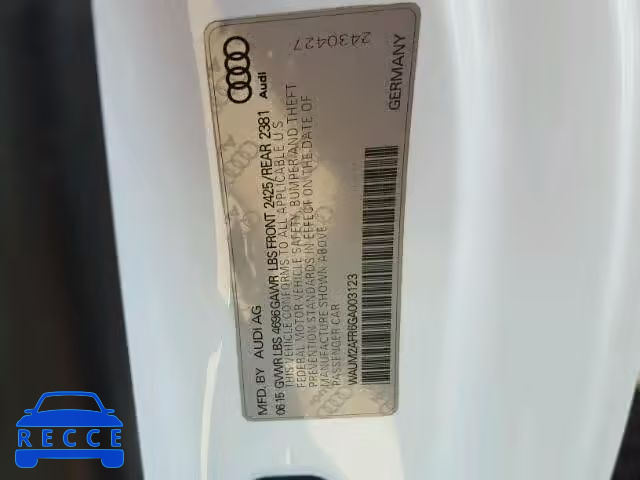 MFD. BY AUDI AG
06.15 GVWR LBS 4696 GAWR LBS FRONT 2425/REAR 2381
THIS VEHICLE CONFORMS TO ALL APPLICABLE U S
FEDERAL MOTOR VEHICLE SAFETY, BUMPER AND THEFT
PREVENTION STANDARDS IN EFFECT ON THE DATE OF
MANUFACTURE SHOWN ABOVE.
PASSENGER CAR
WAUM2AFR6GA003123
GERMANY
Audi
2430427
RECCE